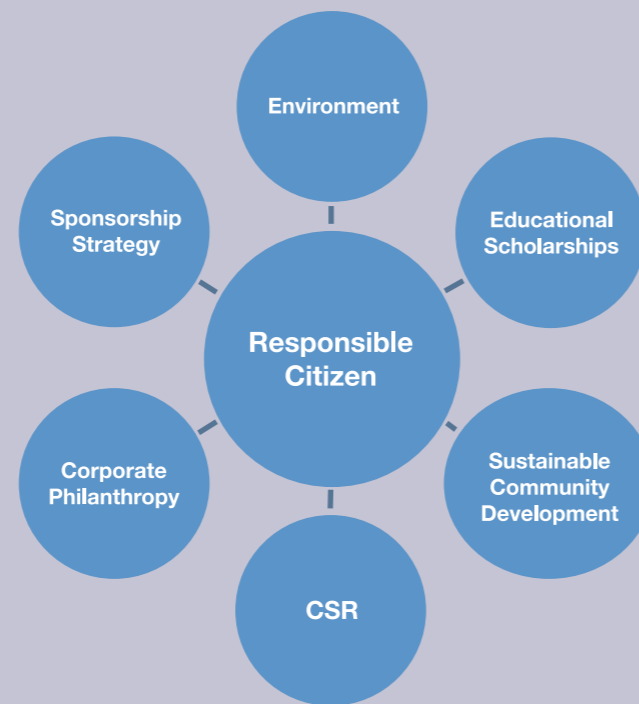 Environment
Sponsorship
Strategy
Educational
Scholarships
Responsible
Citizen
Corporate
Philanthropy
Sustainable
Community
Development
CSR